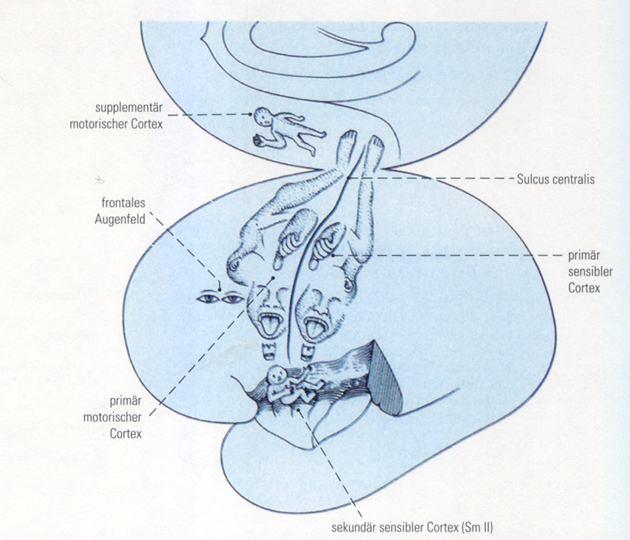 supplementär
motorischer Cortex
Sulcus centralis
frontales
Augenfeld
primär
sensibler
Cortex
primär
motorischer
Cortex
sekundär sensibler Cortex (Sm II)